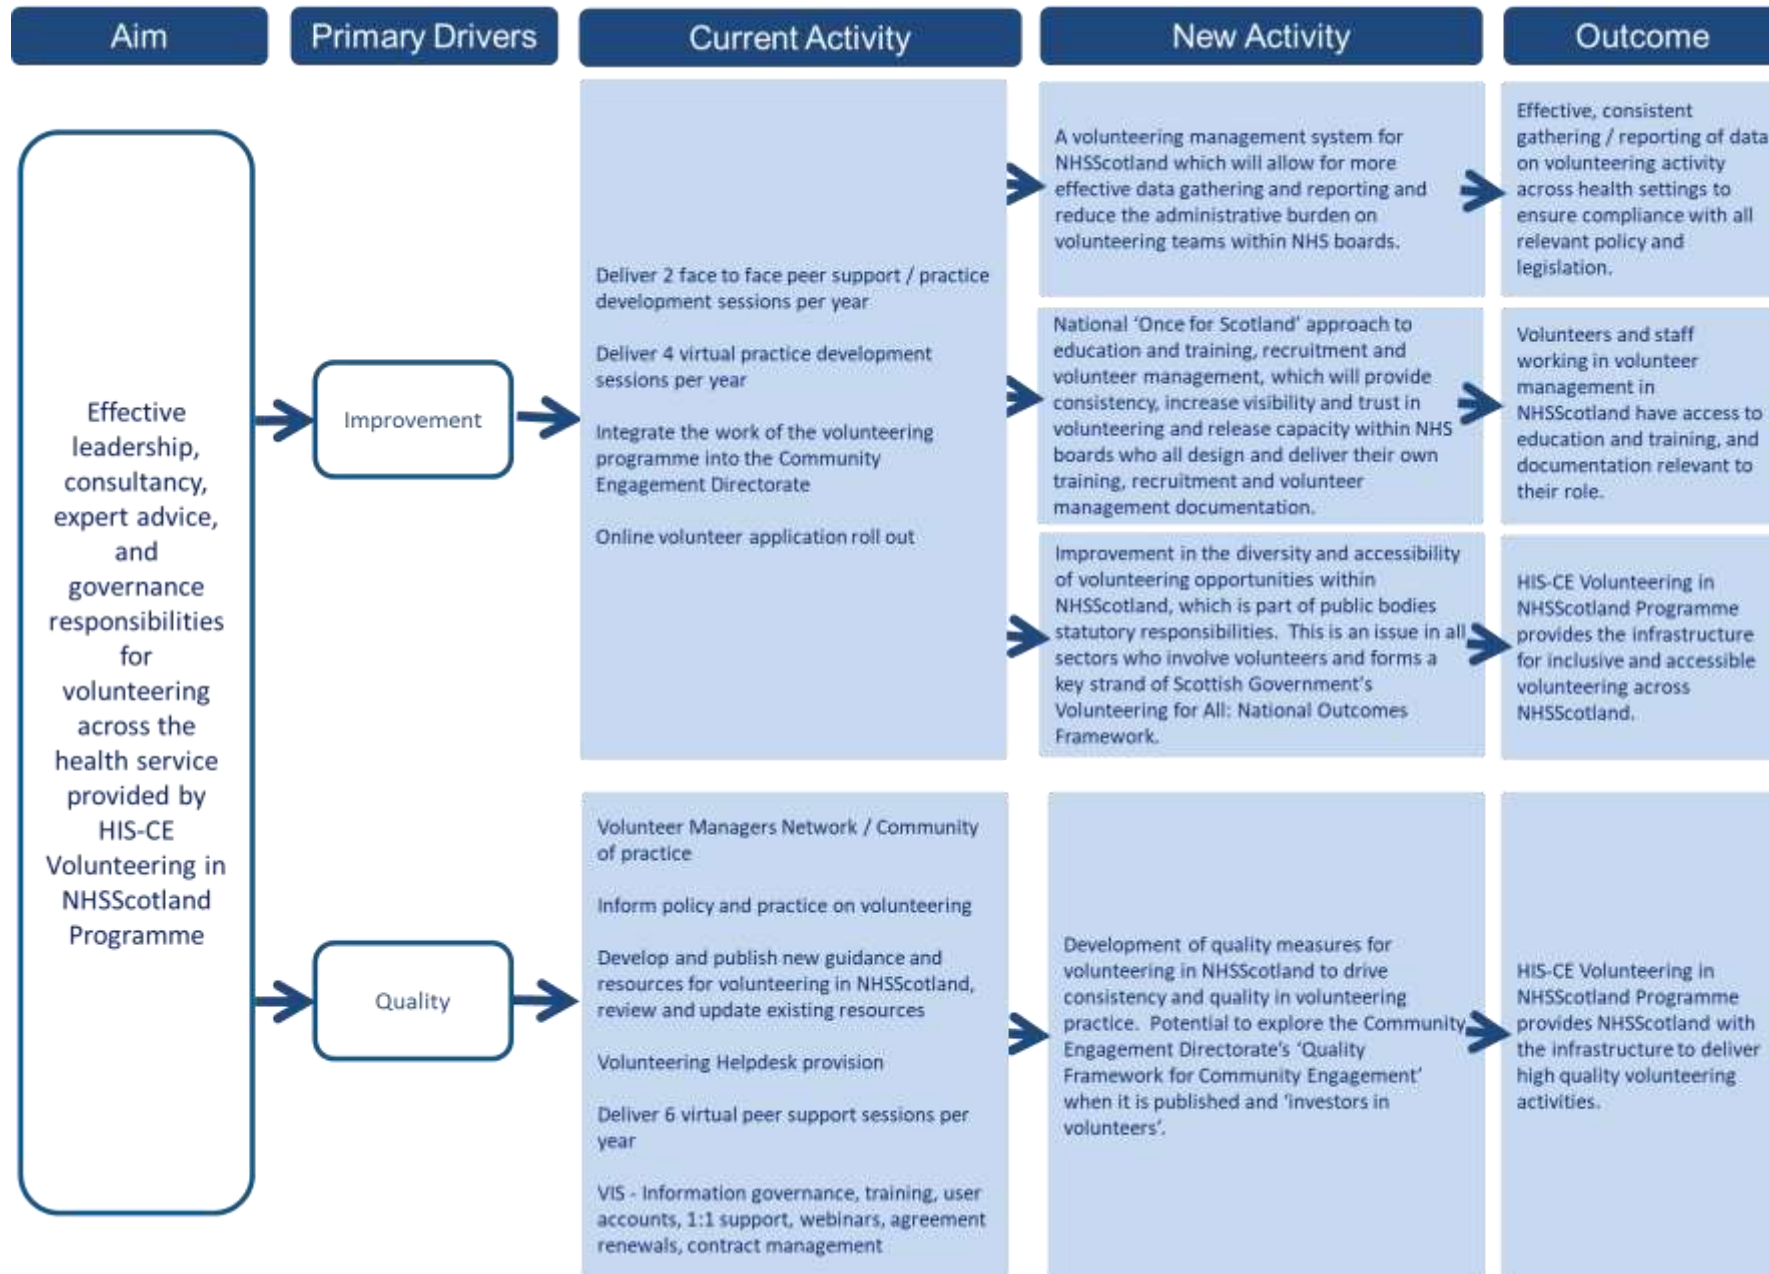 Aim
Primary Drivers
Current Activity
New Activity
Outcome
Effective
leadership,
consultancy,
expert advice,
and
governance
responsibilities
for
volunteering
across the
health service
provided by
HIS-CE
Volunteering in
NHSScotland
Programme
Improvement
Deliver 2 face to face peer support / practice
development sessions per year
Deliver 4 virtual practice development
sessions per year
Integrate the work of the volunteering
programme into the Community
Engagement Directorate
Online volunteer application roll out
A volunteering management system for
NHSScotland which will allow for more
effective data gathering and reporting and
reduce the administrative burden on
volunteering teams within NHS boards.
Effective, consistent
gathering / reporting of data
on volunteering activity
across health settings to
ensure compliance with all
relevant policy and
legislation.
National ‘Once for Scotland’ approach to
education and training, recruitment and
volunteer management, which will provide
consistency, increase visibility and trust in
volunteering and release capacity within NHS
boards who all design and deliver their own
training, recruitment and volunteer
management documentation.
Volunteers and staff
working in volunteer
management in
NHSScotland have access to
education and training, and
documentation relevant to
their role.
Improvement in the diversity and accessibility
of volunteering opportunities within
NHSScotland, which is part of public bodies
statutory responsibilities.  This is an issue in all
sectors who involve volunteers and forms a
key strand of Scottish Government’s
Volunteering for All: National Outcomes
Framework.
HIS-CE Volunteering in
NHSScotland Programme
provides the infrastructure
for inclusive and accessible
volunteering across
NHSScotland.
Quality
Volunteer Managers Network / Community
of practice
Inform policy and practice on volunteering
Develop and publish new guidance and
resources for volunteering in NHSScotland,
review and update existing resources
Volunteering Helpdesk provision
Deliver 6 virtual peer support sessions per
year
VIS - Information governance, training, user
accounts, 1:1 support, webinars, agreement
renewals, contract management
Development of quality measures for
volunteering in NHSScotland to drive
consistency and quality in volunteering
practice.  Potential to explore the Community
Engagement Directorate’s ‘Quality
Framework for Community Engagement’
when it is published and ‘investors in
volunteers’.
HIS-CE Volunteering in
NHSScotland Programme
provides NHSScotland with
the infrastructure to deliver
high quality volunteering
activities.